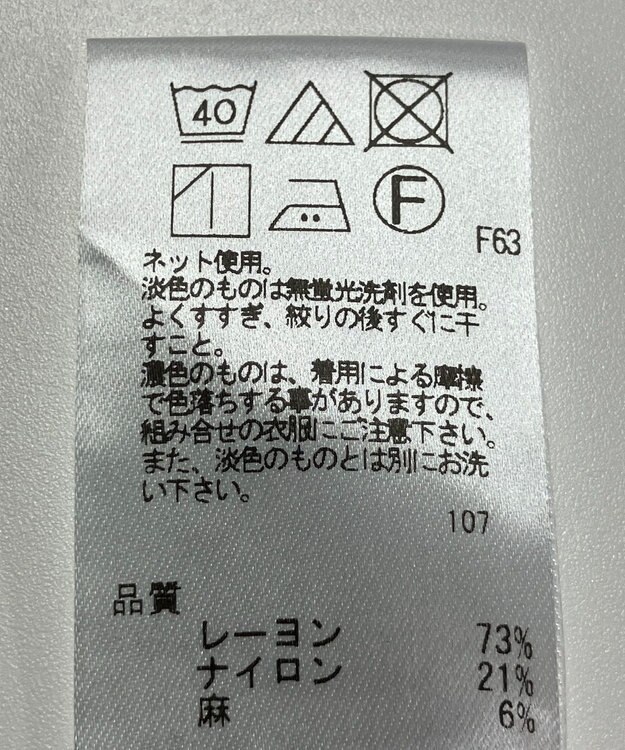 40
F
F63
ネット使用。
淡色のものは無蛍光洗剤を使用。
よくすすぎ、絞りの後すぐに干
すこと。
濃色のものは、着用による摩擦
で色落ちする事がありますので、
組み合せの衣服にご注意下さい。
また、淡色のものとは別にお洗
い下さい。
107
品質
レーヨン 73%
ナイロン 21%
麻 6%